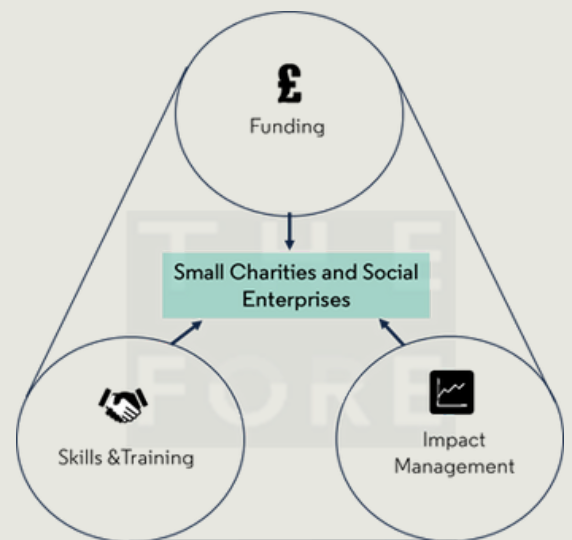 £
Funding
THE
Small Charities and Social
Enterprises
FORE
Skills &Training
Impact
Management